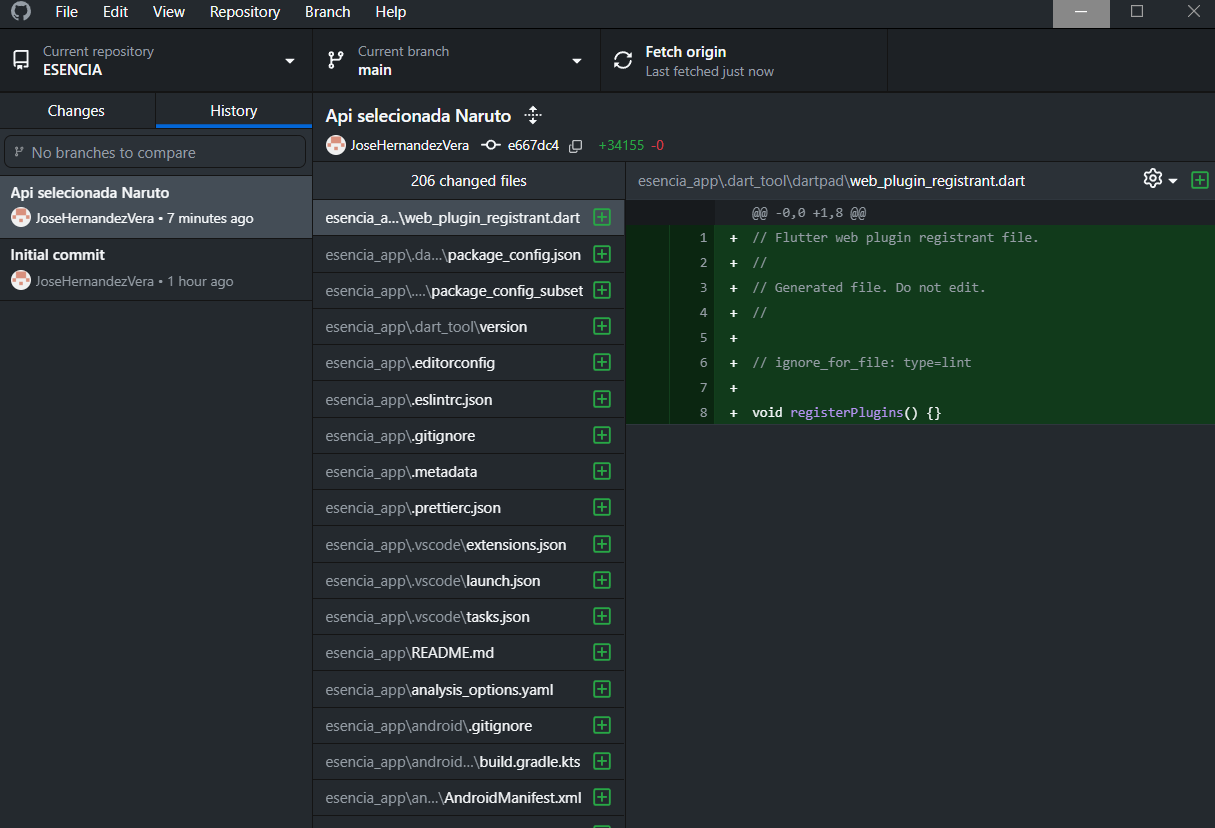 File Edit View Repository Branch Help
Current repository
ESENCIA
Current branch
main
Fetch origin
Last fetched just now
Changes
History
No branches to compare
Api selecionada Naruto
JoseHernandezVera • 7 minutes ago
Initial commit
JoseHernandezVera • 1 hour ago
Api selecionada Naruto
JoseHernandezVera e667dc4 +34155 -0
206 changed files
esencia_a...\web_plugin_registrant.dart
esencia_app\.da...\package_config.json
esencia_app\....\package_config_subset
esencia_app\.dart_tool\version
esencia_app\.editorconfig
esencia_app\.eslintrc.json
esencia_app\.gitignore
esencia_app\.metadata
esencia_app\.prettierrc.json
esencia_app\.vscode\extensions.json
esencia_app\.vscode\launch.json
esencia_app\.vscode\tasks.json
esencia_app\README.md
esencia_app\analysis_options.yaml
esencia_app\android\.gitignore
esencia_app\android...\build.gradle.kts
esencia_app\an...\AndroidManifest.xml
esencia_app\.dart_tool\dartpad\web_plugin_registrant.dart
@@ -0,0 +1,8 @@
1 + // Flutter web plugin registrant file.
2 + //
3 + // Generated file. Do not edit.
4 + //
5 +
6 + // ignore_for_file: type=lint
7 +
8 + void registerPlugins() {}